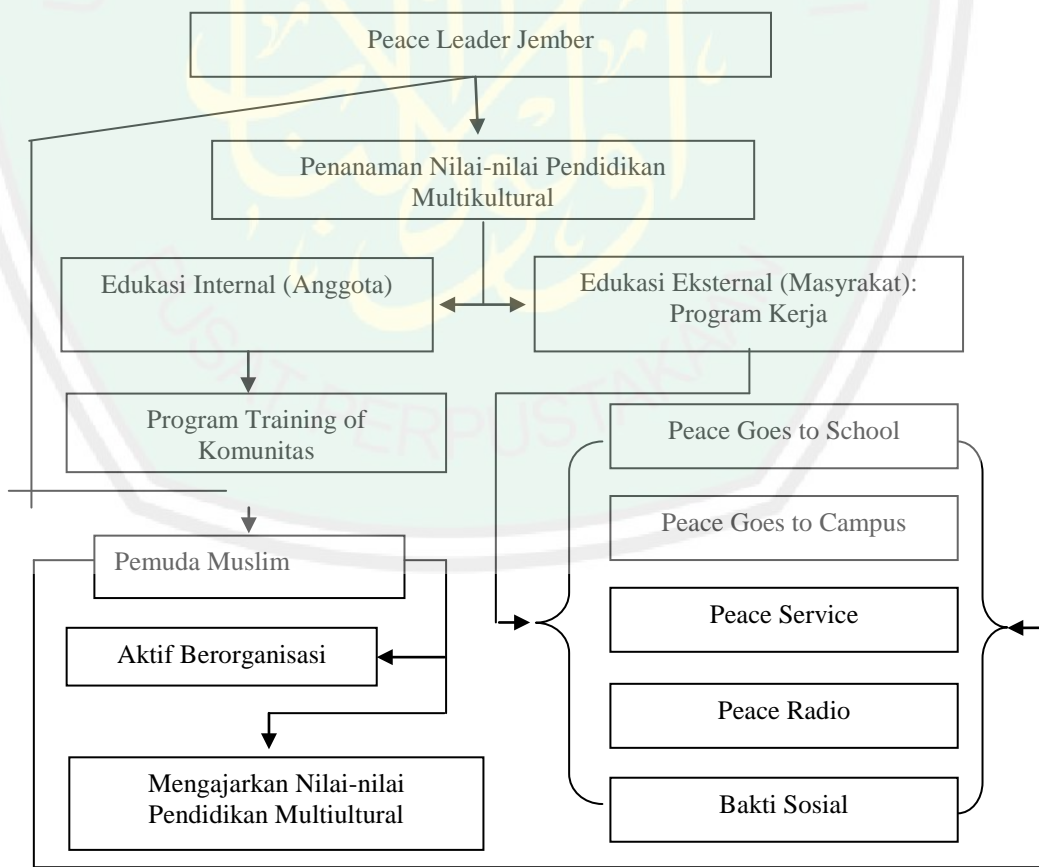 Peace Leader Jember
Penanaman Nilai-nilai Pendidikan
Multikultural
Edukasi Internal (Anggota)
Edukasi Eksternal (Masyrakat):
Program Kerja
Program Training of
Komunitas
Peace Goes to School
Peace Goes to Campus
Peace Service
Peace Radio
Bakti Sosial
Pemuda Muslim
Aktif Berorganisasi
Mengajarkan Nilai-nilai
Pendidikan Multiultural
PUSAT PERPUSTAKAAN